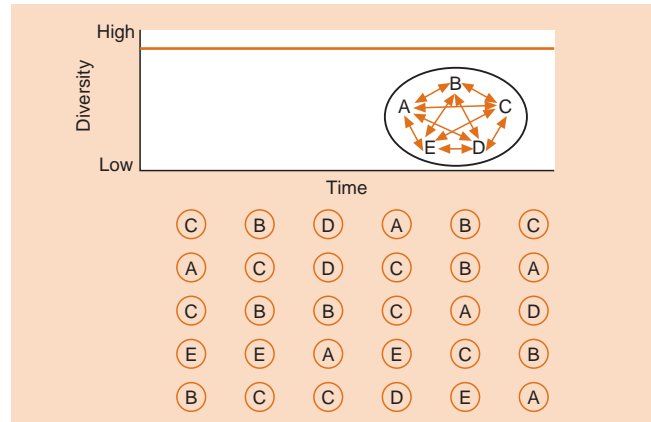 High
Diversity
B
A C
E D
Low
Time
C B D A B C
A C D C B A
C B B C A D
E E A E C B
B C C D E A